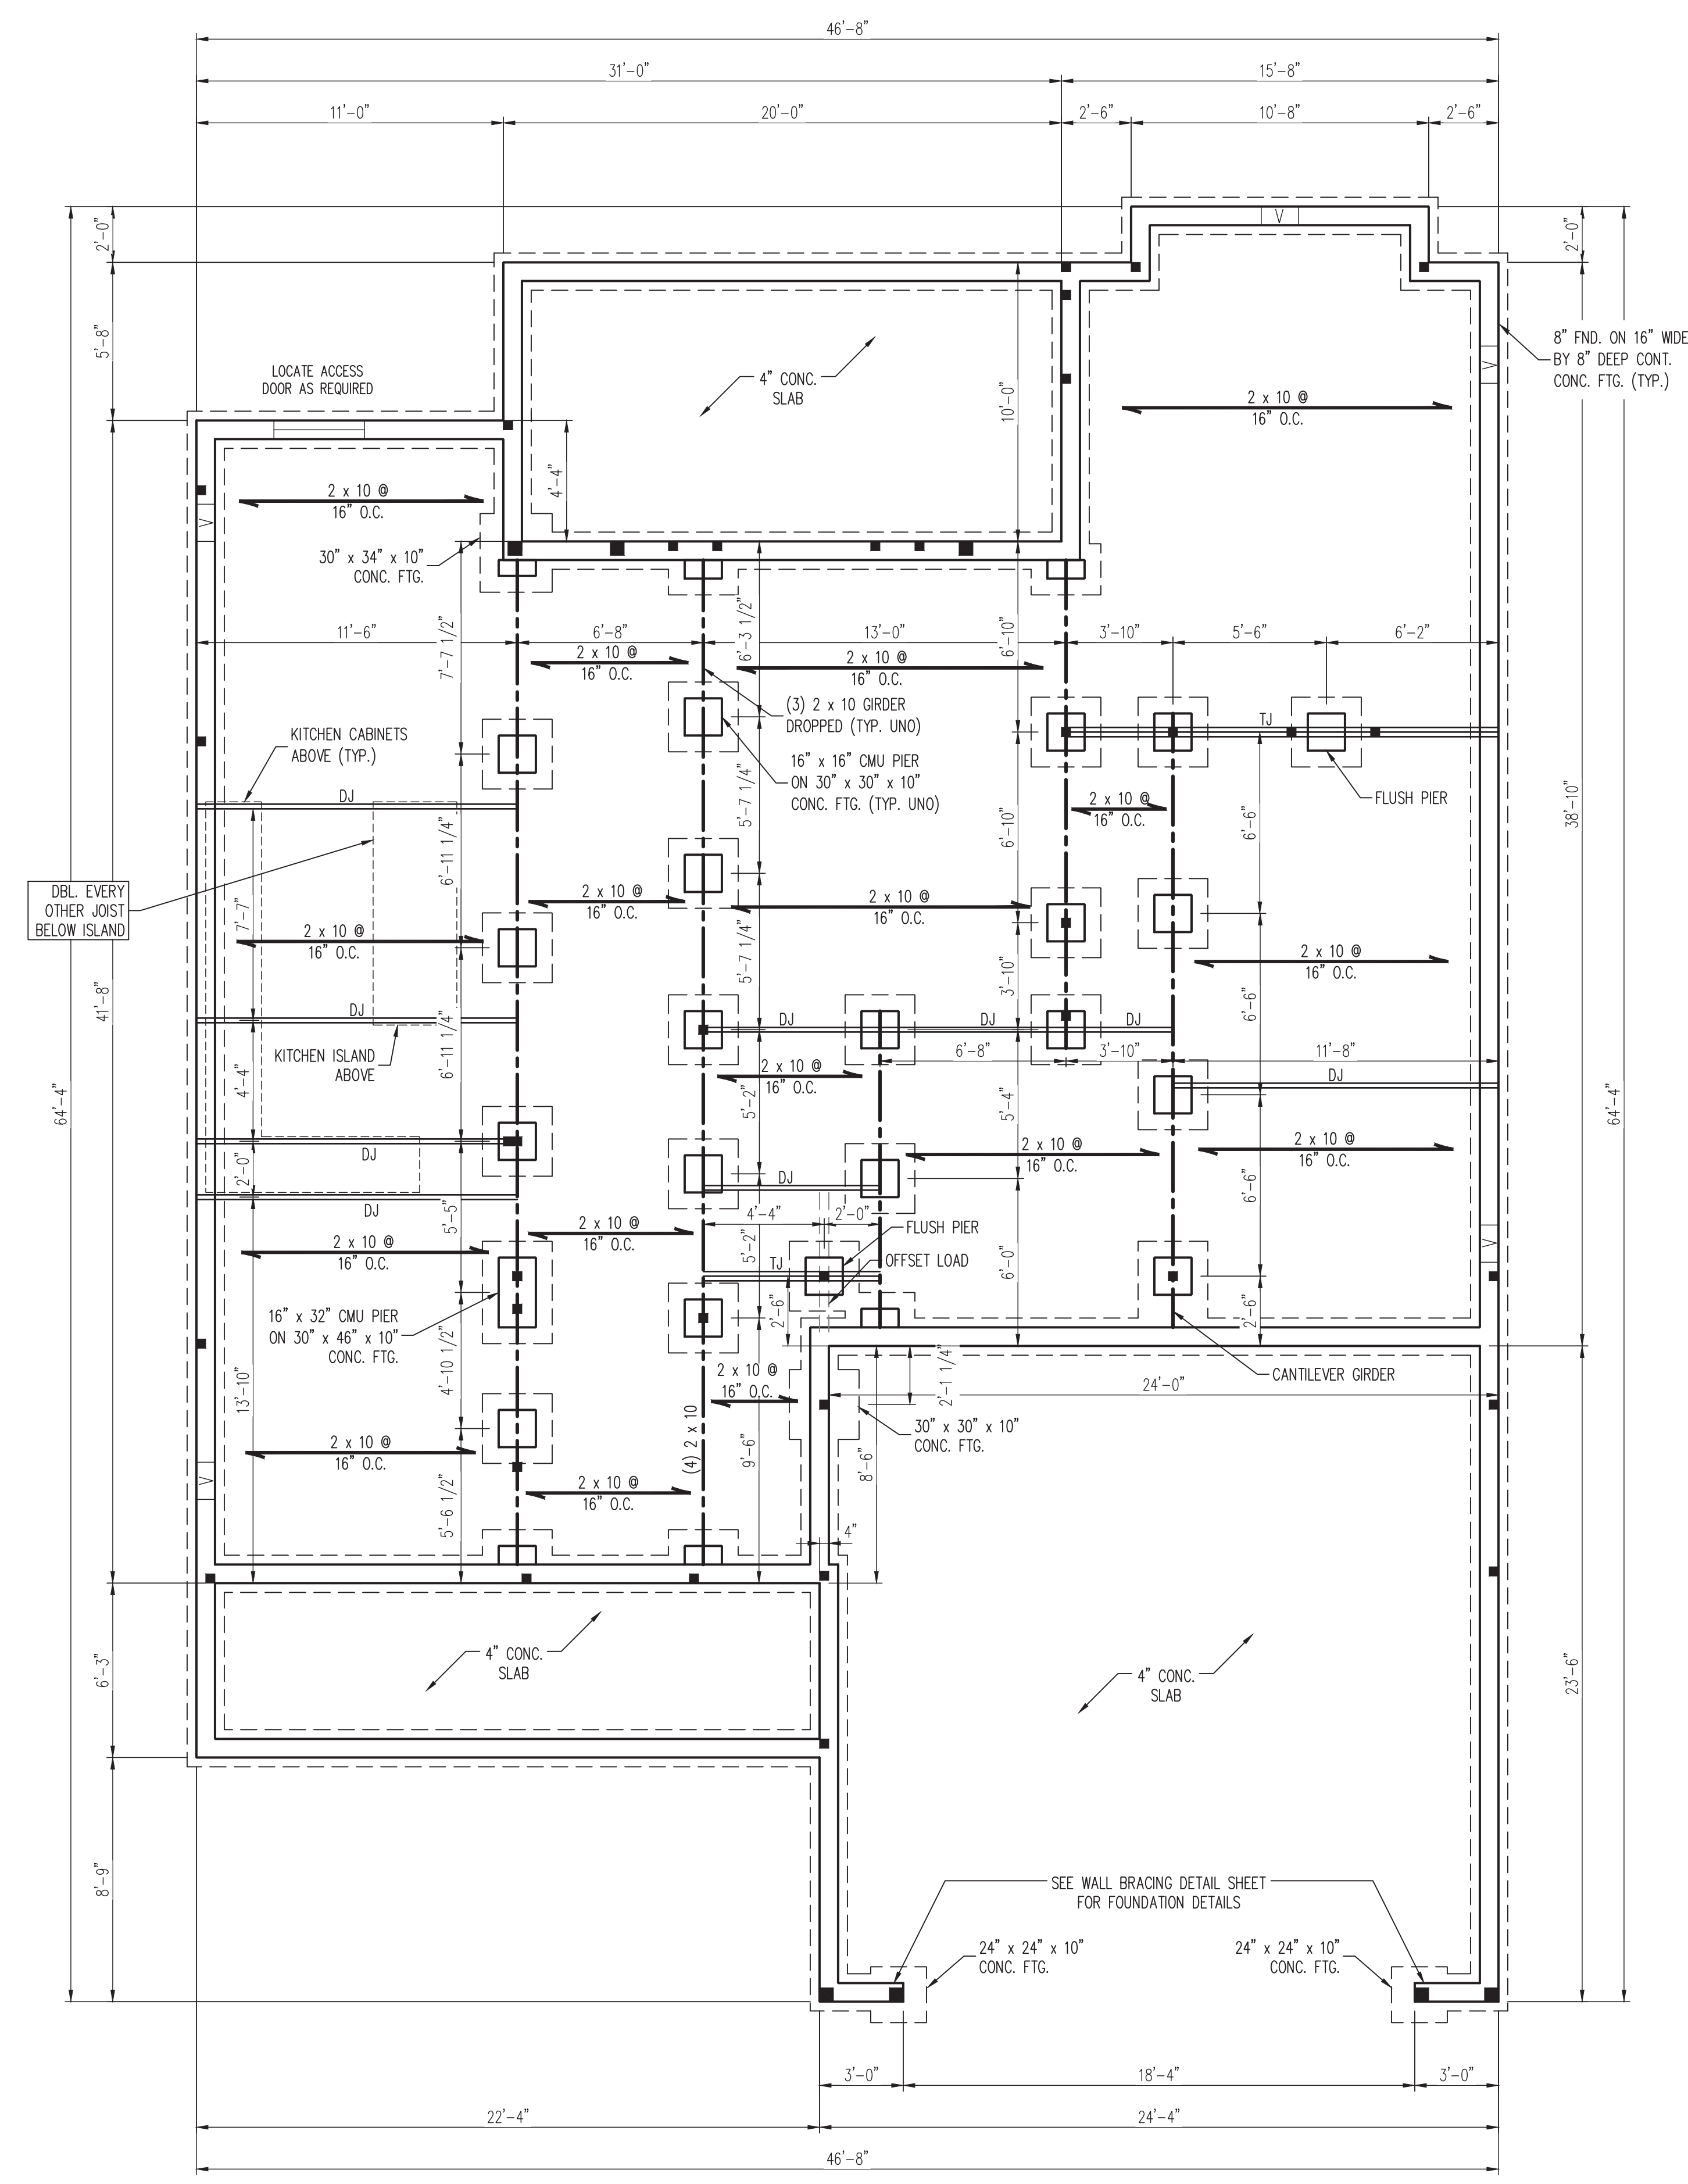 46'-8"
31'-0"
15'-8"
11'-0"
20'-0"
2'-6"
10'-8"
2'-6"
2'-0"
V
2'-0"
5'-8"
LOCATE ACCESS
DOOR AS REQUIRED
4" CONC.
SLAB
10'-0"
2 x 10 @
16" O.C.
V
8" FND. ON 16" WIDE
BY 8" DEEP CONT.
CONC. FTG. (TYP.)
4'-4"
2 x 10 @
16" O.C.
V
30" x 34" x 10"
CONC. FTG.
7'-7 1/2"
6'-3 1/2"
6'-10"
11'-6"
6'-8"
13'-0"
3'-10"
5'-6"
6'-2"
2 x 10 @
16" O.C.
2 x 10 @
16" O.C.
(3) 2 x 10 GIRDER
DROPPED (TYP. UNO)
TJ
KITCHEN CABINETS
ABOVE (TYP.)
16" x 16" CMU PIER
ON 30" x 30" x 10"
CONC. FTG. (TYP. UNO)
DJ
2 x 10 @
16" O.C.
FLUSH PIER
38'-10"
6'-11 1/4"
5'-7 1/4"
6'-10"
6'-6"
DBL. EVERY
OTHER JOIST
BELOW ISLAND
7'-7"
2 x 10 @
16" O.C.
2 x 10 @
16" O.C.
2 x 10 @
16" O.C.
2 x 10 @
16" O.C.
41'-8"
5'-7 1/4"
3'-10"
6'-6"
DJ
DJ
DJ
DJ
KITCHEN ISLAND
ABOVE
6'-11 1/4"
6'-8"
3'-10"
11'-8"
2 x 10 @
16" O.C.
DJ
64'-4"
4'-4"
5'-2"
5'-4"
64'-4"
DJ
2 x 10 @
16" O.C.
2 x 10 @
16" O.C.
2'-0"
DJ
6'-6"
DJ
5'-5"
4'-4"
2'-0"
2 x 10 @
16" O.C.
2 x 10 @
16" O.C.
5'-2"
FLUSH PIER
OFFSET LOAD
6'-0"
V
TJ
2'-6"
2'-6"
16" x 32" CMU PIER
ON 30" x 46" x 10"
CONC. FTG.
4'-10 1/2"
2 x 10 @
16" O.C.
2'-1 1/4"
CANTILEVER GIRDER
24'-0"
13'-10"
2 x 10 @
16" O.C.
(4) 2 x 10
9'-6"
8'-6"
30" x 30" x 10"
CONC. FTG.
V
5'-6 1/2"
2 x 10 @
16" O.C.
4"
6'-3"
4" CONC.
SLAB
4" CONC.
SLAB
23'-6"
8'-9"
SEE WALL BRACING DETAIL SHEET
FOR FOUNDATION DETAILS
24" x 24" x 10"
CONC. FTG.
24" x 24" x 10"
CONC. FTG.
3'-0"
18'-4"
3'-0"
22'-4"
24'-4"
46'-8"